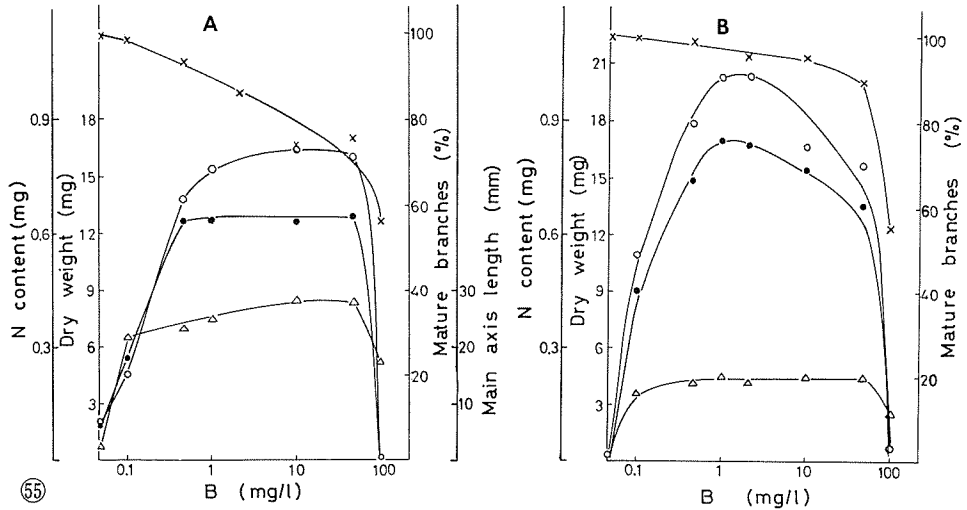 A
N content (mg)
0.9
0.6
0.3
Dry weight (mg)
18
15
12
9
6
3
Mature branches (%)
100
80
60
40
20
Main axis length (mm)
30
20
10
0.1 1 10 100
B (mg/l)
B
N content (mg)
0.9
0.6
0.3
Dry weight (mg)
21
18
15
12
9
6
3
Mature branches (%)
100
80
60
40
20
0.1 1 10 100
B (mg/l)
55